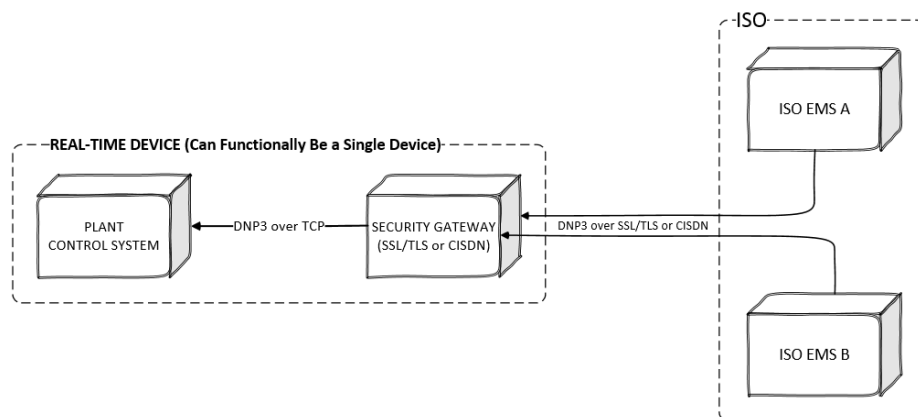 ISO
ISO EMS A
REAL-TIME DEVICE (Can Functionally Be a Single Device)
PLANT
CONTROL SYSTEM
DNP3 over TCP
SECURITY GATEWAY
(SSL/TLS or CISDN)
DNP3 over SSL/TLS or CISDN
ISO EMS B